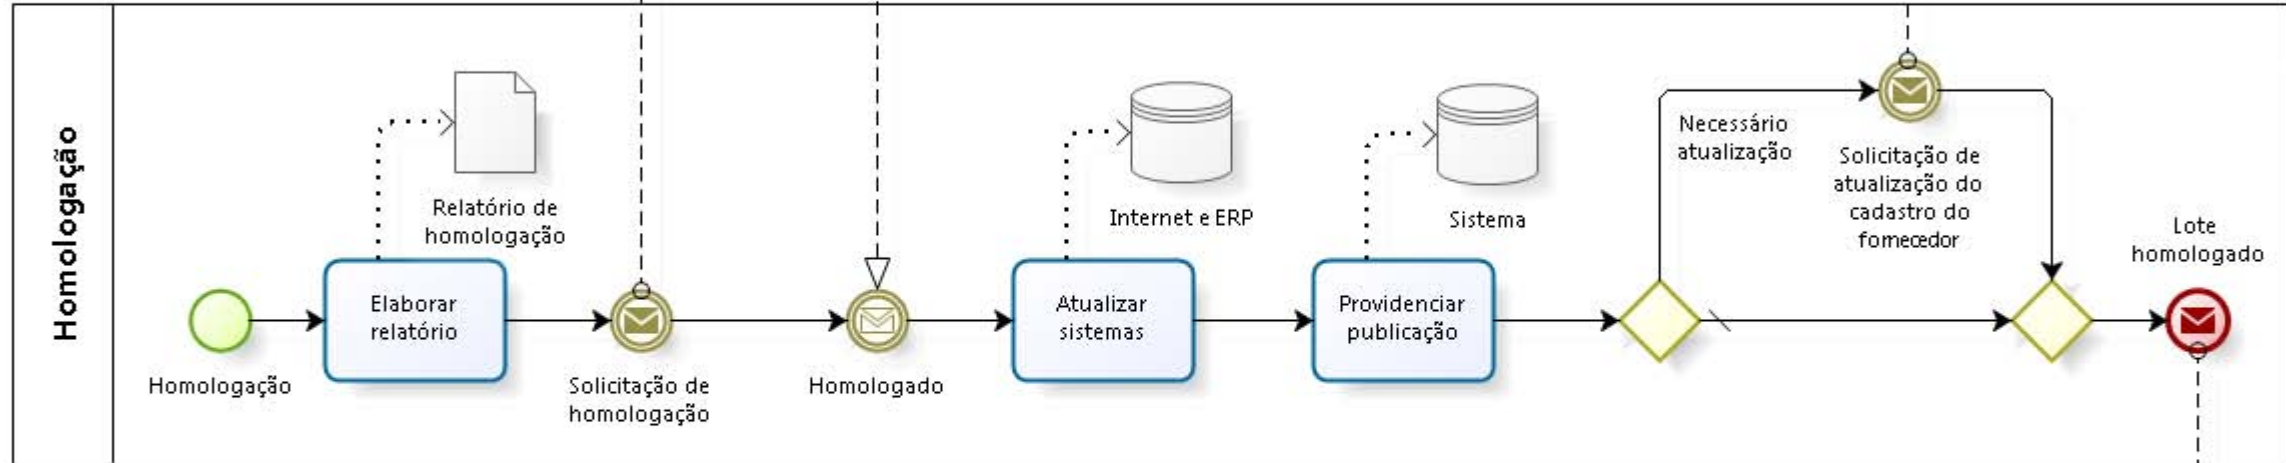 Homologação
Homologação
Elaborar
relatório
Relatório de
homologação
Solicitação de
homologação
Homologado
Atualizar
sistemas
Internet e ERP
Providenciar
publicação
Sistema
Necessário
atualização
Solicitação de
atualização do
cadastro do
fornecedor
Lote
homologado